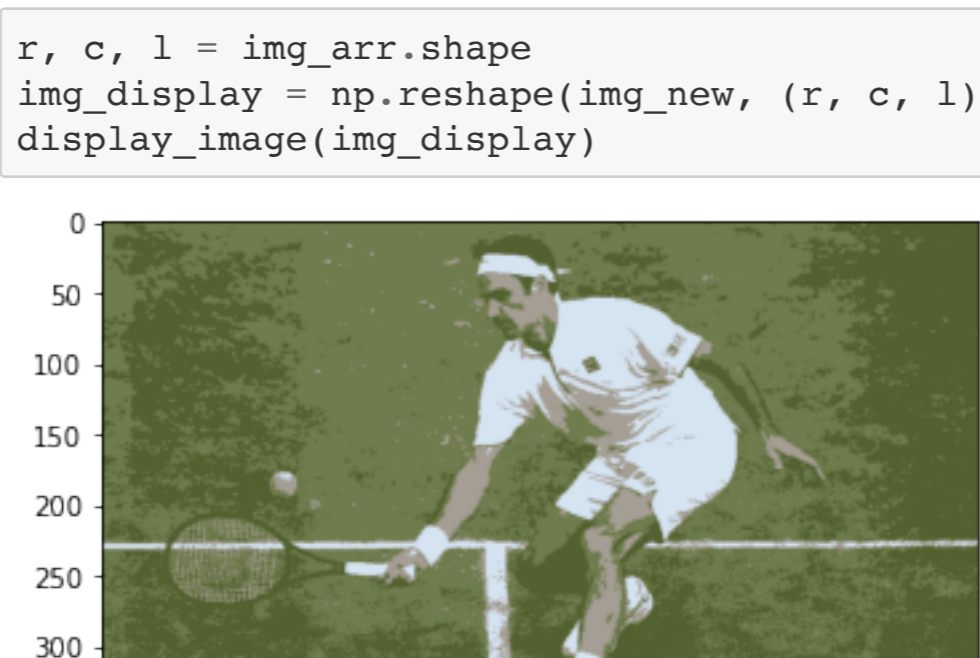 r, c, l = img_arr.shape
img_display = np.reshape(img_new, (r, c, l)
display_image(img_display)
0
50
100
150
200
250
300